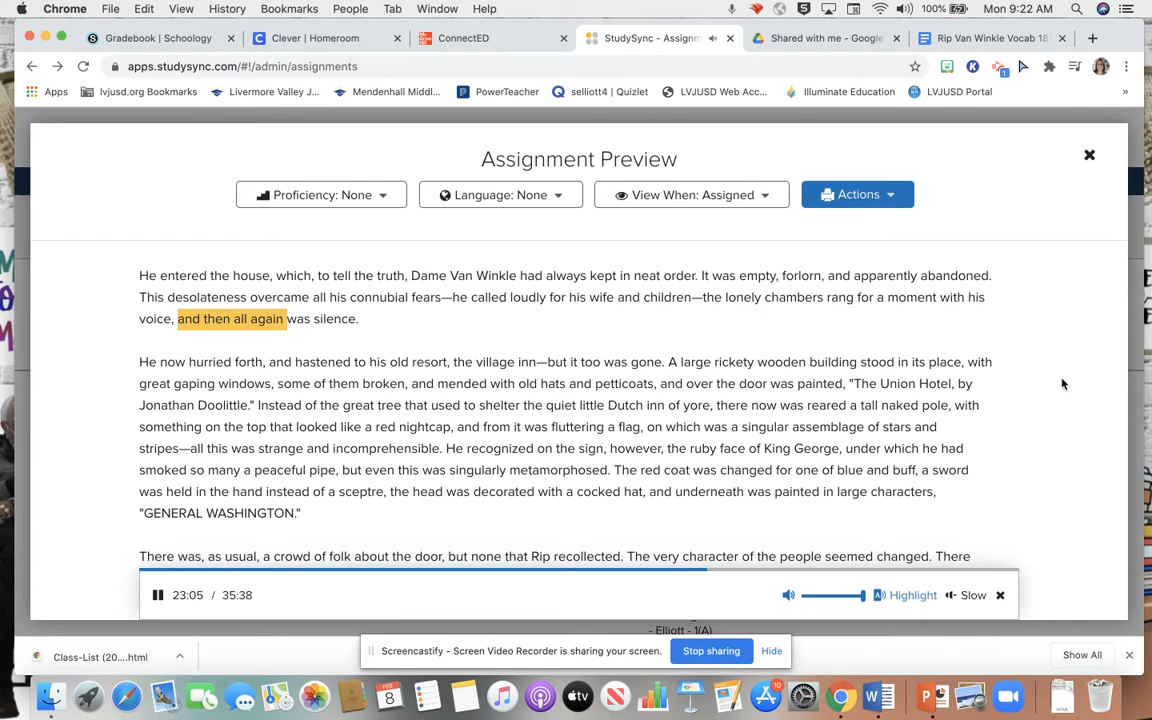 Chrome File Edit View History Bookmarks People Tab Window Help 100% Mon 9:22 AM
Gradebook | Schoology × Clever | Homeroom × ConnectED × StudySync - Assignm × Shared with me - Google × Rip Van Winkle Vocab 18 × +
apps.studysync.com/#!/admin/assignments
1
Apps lvjusd.org Bookmarks Livermore Valley J... Mendenhall Middl... PowerTeacher selliott4 | Quizlet LVJUSD Web Acc... Illuminate Education LVJUSD Portal »
Assignment Preview
Proficiency: None Language: None View When: Assigned Actions
He entered the house, which, to tell the truth, Dame Van Winkle had always kept in neat order. It was empty, forlorn, and apparently abandoned.
This desolateness overcame all his connubial fears—he called loudly for his wife and children—the lonely chambers rang for a moment with his
voice, and then all again was silence.
He now hurried forth, and hastened to his old resort, the village inn—but it too was gone. A large rickety wooden building stood in its place, with
great gaping windows, some of them broken, and mended with old hats and petticoats, and over the door was painted, "The Union Hotel, by
Jonathan Doolittle." Instead of the great tree that used to shelter the quiet little Dutch inn of yore, there now was reared a tall naked pole, with
something on the top that looked like a red nightcap, and from it was fluttering a flag, on which was a singular assemblage of stars and
stripes—all this was strange and incomprehensible. He recognized on the sign, however, the ruby face of King George, under which he had
smoked so many a peaceful pipe, but even this was singularly metamorphosed. The red coat was changed for one of blue and buff, a sword
was held in the hand instead of a sceptre, the head was decorated with a cocked hat, and underneath was painted in large characters,
"GENERAL WASHINGTON."
There was, as usual, a crowd of folk about the door, but none that Rip recollected. The very character of the people seemed changed. There
23:05 / 35:38 Highlight Slow
- Elliott - 1(A)
Class-List (20....html Screencastify - Screen Video Recorder is sharing your screen. Stop sharing Hide Show All
FEB
8
10